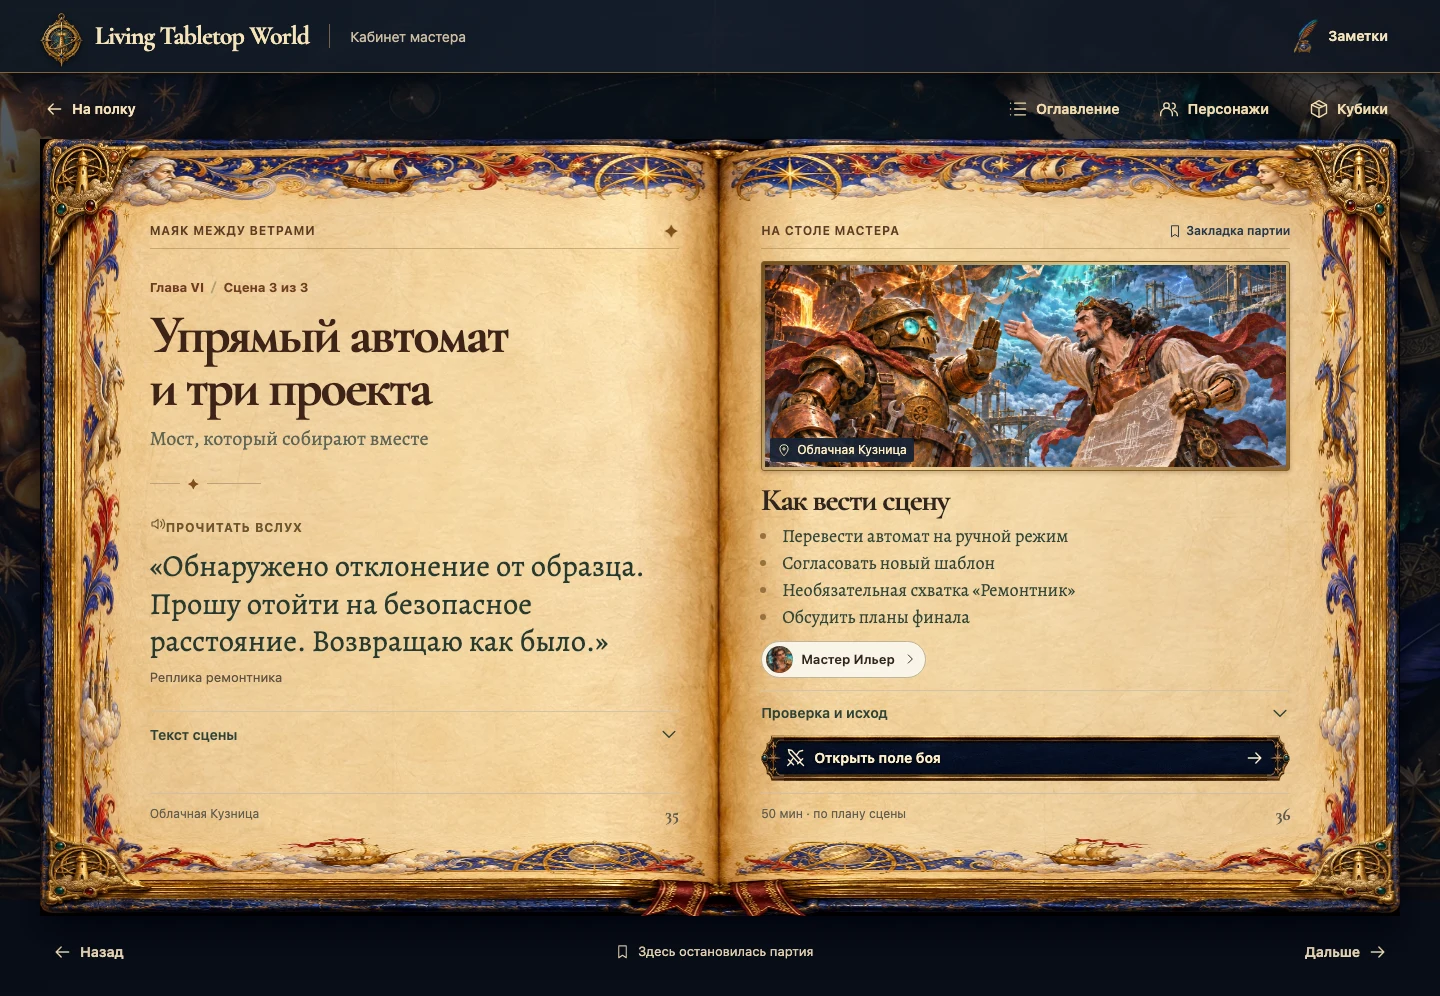 Living Tabletop World
Кабинет мастера
Заметки
На полку
Оглавление
Персонажи
Кубики
МАЯК МЕЖДУ ВЕТРАМИ
Глава VI / Сцена 3 из 3
Упрямый автомат
и три проекта
Мост, который собирают вместе
ПРОЧИТАТЬ ВСЛУХ
«Обнаружено отклонение от образца.
Прошу отойти на безопасное
расстояние. Возвращаю как было.»
Реплика ремонтника
Текст сцены
Облачная Кузница
35
НА СТОЛЕ МАСТЕРА
Закладка партии
Облачная Кузница
Как вести сцену
Перевести автомат на ручной режим
Согласовать новый шаблон
Необязательная схватка «Ремонтник»
Обсудить планы финала
Мастер Ильер
Проверка и исход
Открыть поле боя
50 мин · по плану сцены
36
Назад
Здесь остановилась партия
Дальше